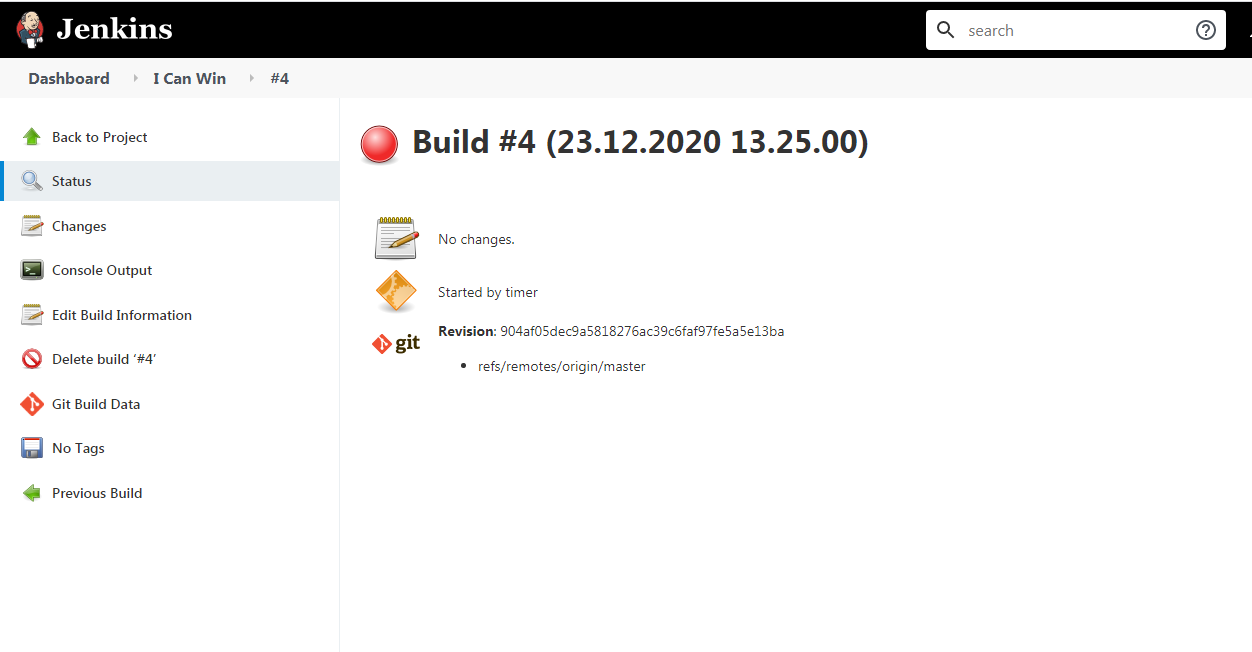 Jenkins
search
Dashboard
I Can Win
#4
Back to Project
Status
Changes
Console Output
Edit Build Information
Delete build ‘#4’
Git Build Data
No Tags
Previous Build
Build #4 (23.12.2020 13.25.00)
No changes.
Started by timer
git
Revision: 904af05dec9a5818276ac39c6faf97fe5a5e13ba
refs/remotes/origin/master